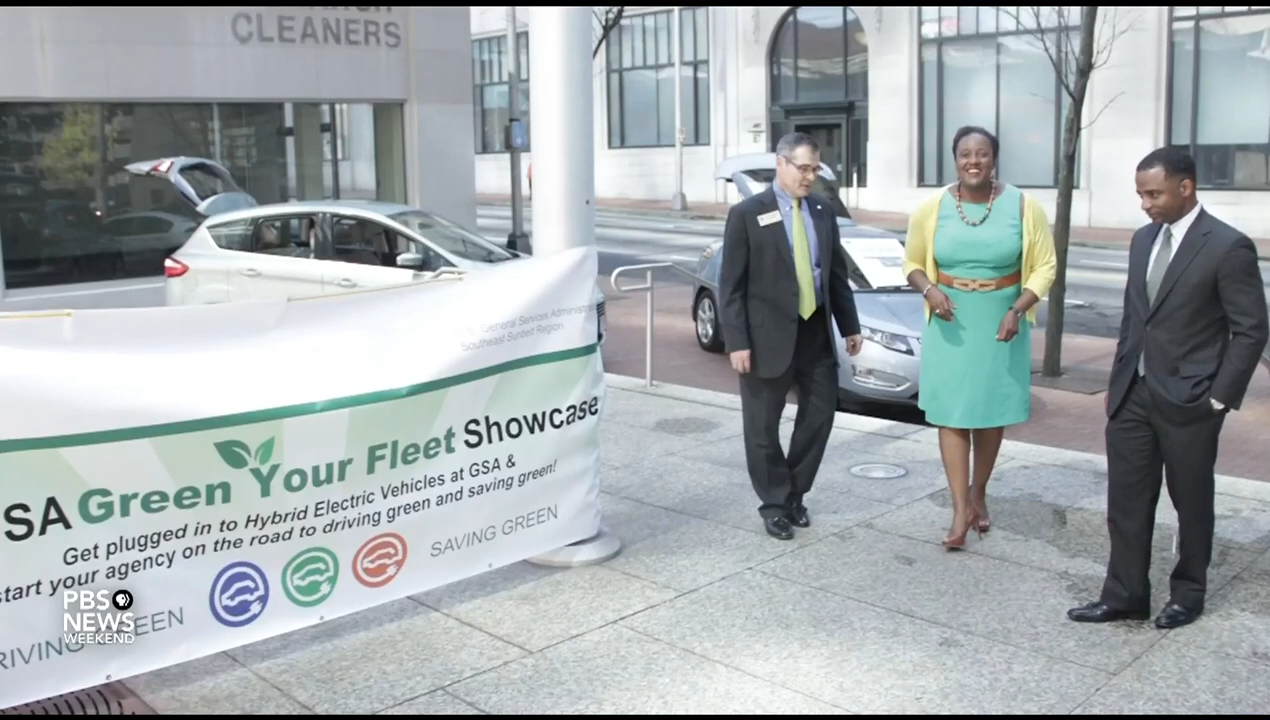 CLEANERS
General Services Administrat
Southeast Sunbelt Region
SA Green Your Fleet Showcase
Get plugged in to Hybrid Electric Vehicles at GSA &
start your agency on the road to driving green and saving green!
SAVING GREEN
RIVING EEN
PBS
NEWS
WEEKEND